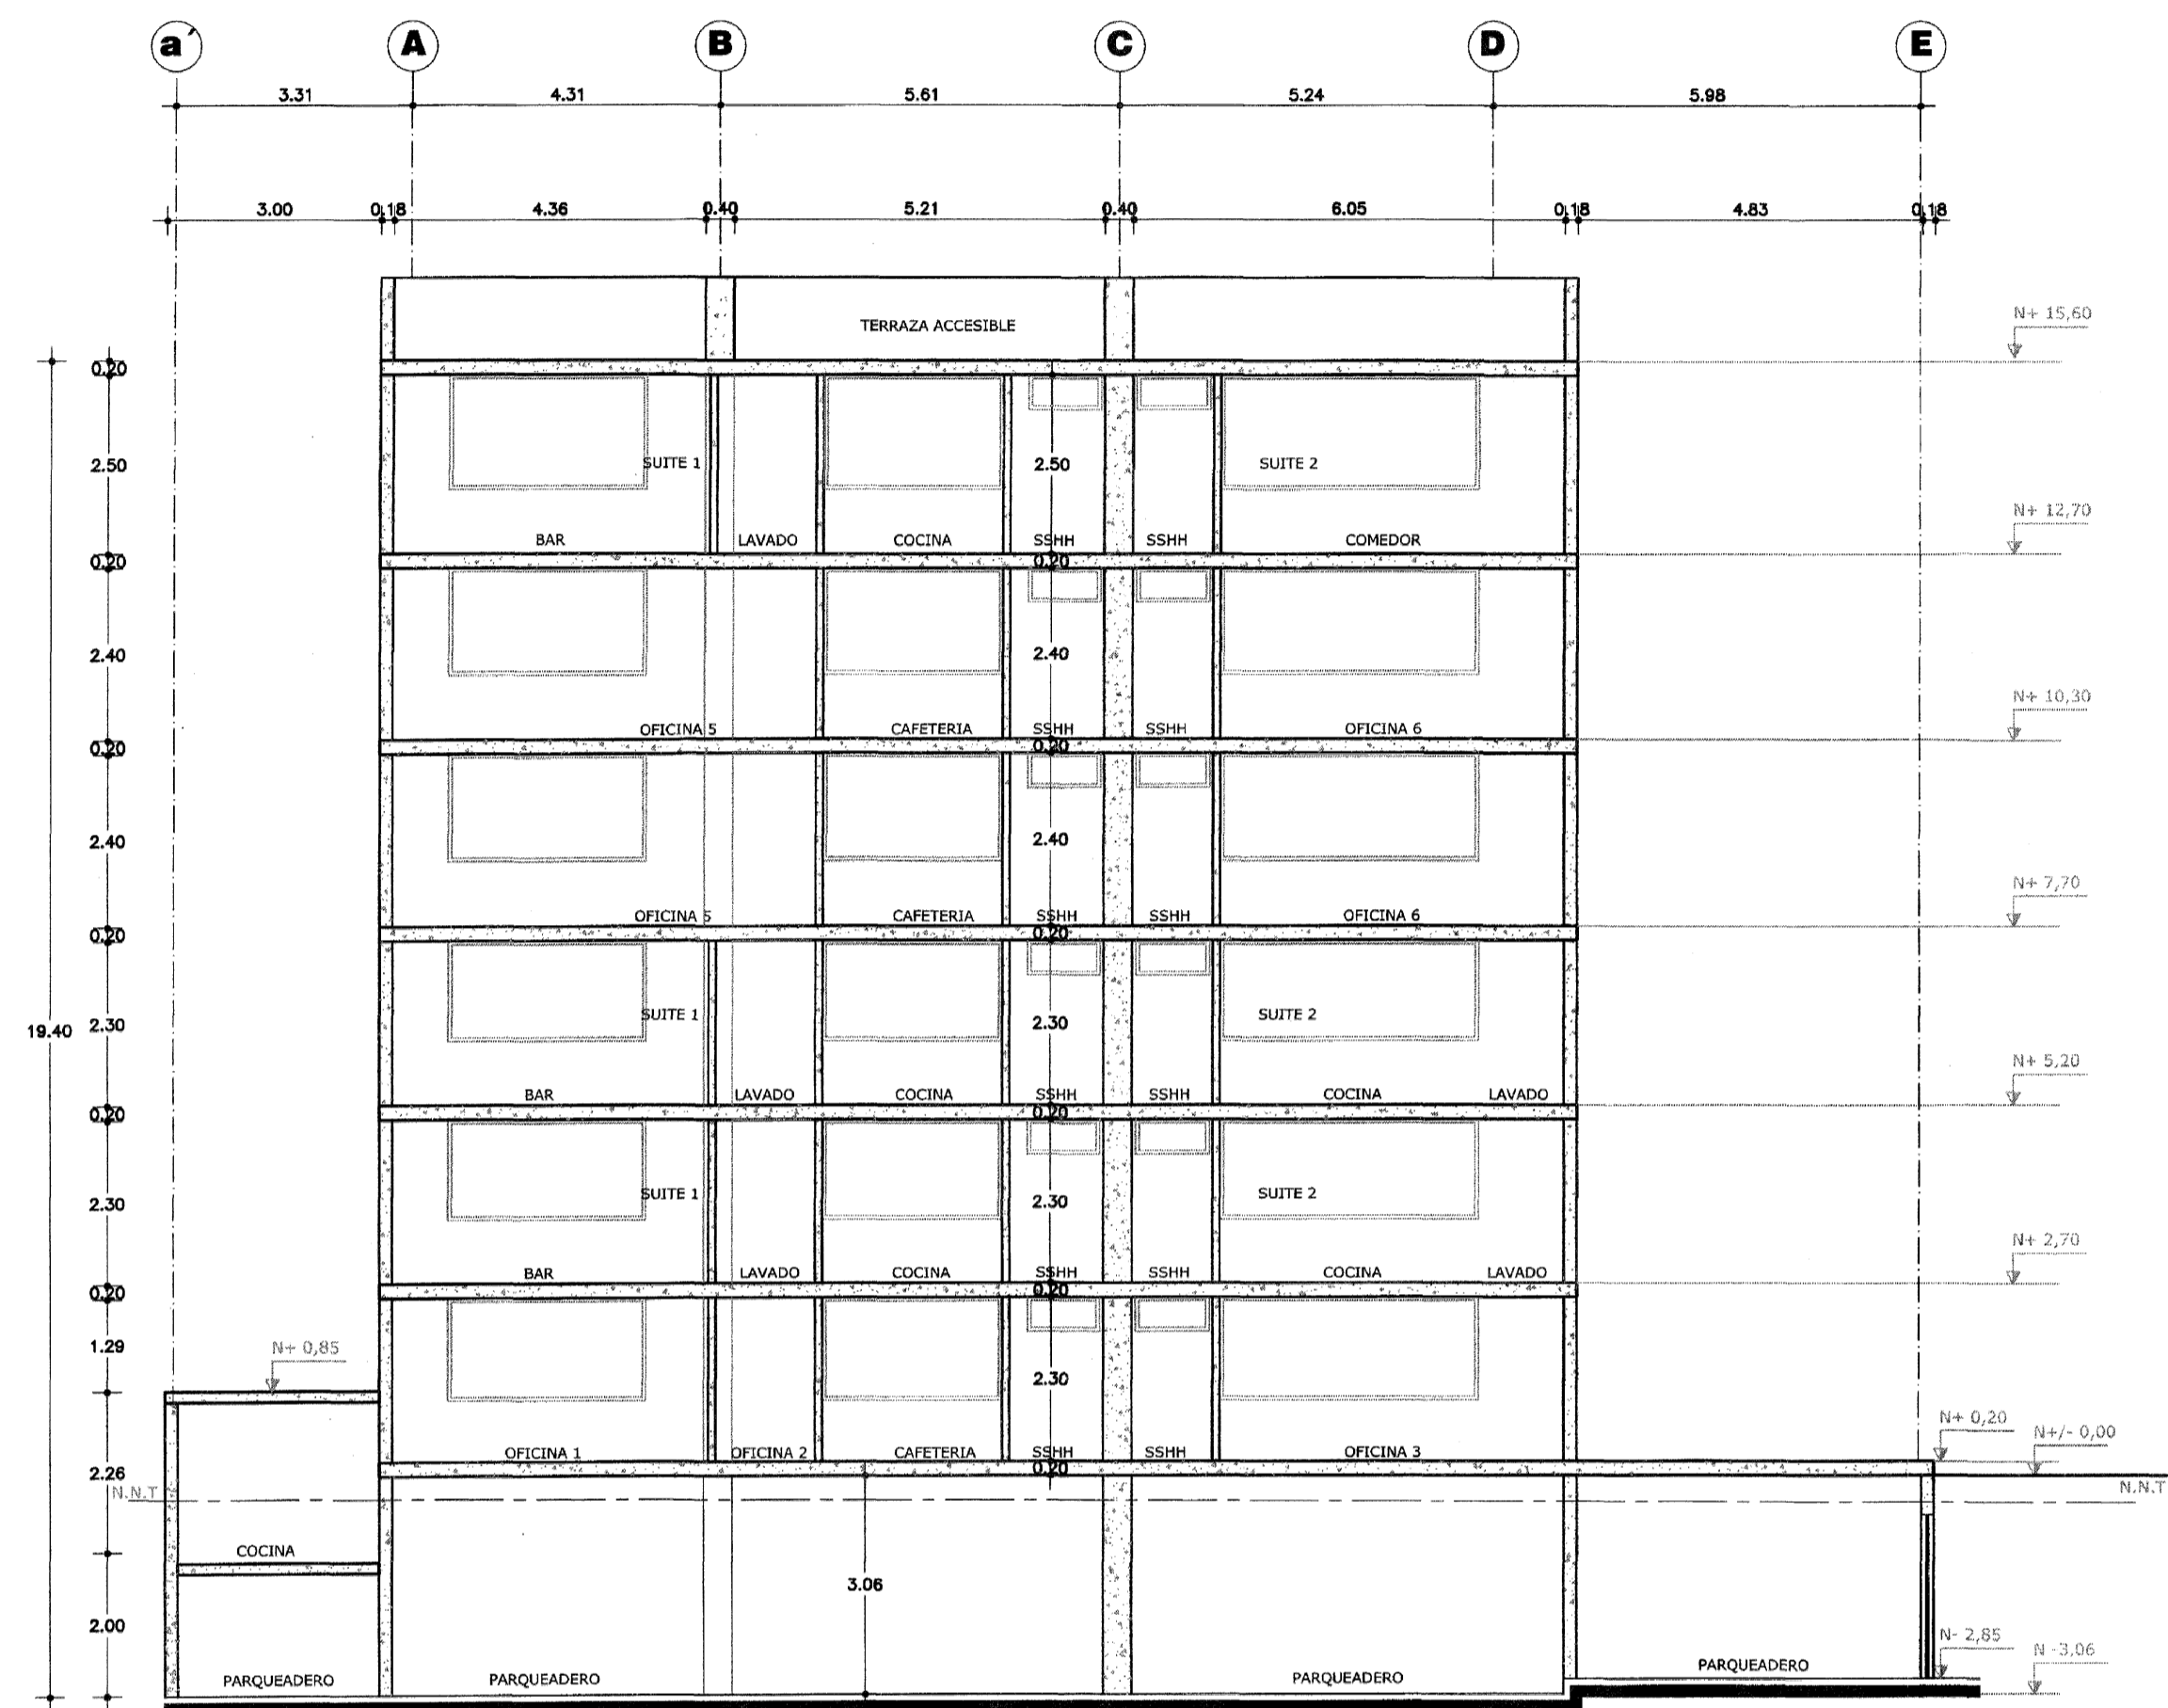 a´ A B C D E
3.31 4.31 5.61 5.24 5.98
3.00 0.18 4.36 0.40 5.21 0.40 6.05 0.18 4.83 0.18
N+ 15,60
TERRAZA ACCESIBLE
0.20
2.50 SUITE 1 2.50 SUITE 2
N+ 12,70
BAR LAVADO COCINA SSHH SSHH COMEDOR
0.20 0.20
2.40 2.40
N+ 10,30
OFICINA 5 CAFETERIA SSHH SSHH OFICINA 6
0.20 0.20
2.40 2.40
N+ 7,70
OFICINA 5 CAFETERIA SSHH SSHH OFICINA 6
0.20 0.20
SUITE 1 SUITE 2
19.40 2.30 2.30
N+ 5,20
BAR LAVADO COCINA SSHH SSHH COCINA LAVADO
0.20 0.20
SUITE 1 SUITE 2
2.30 2.30
N+ 2,70
BAR LAVADO COCINA SSHH SSHH COCINA LAVADO
0.20 0.20
1.29 N+ 0,85
2.30
N+ 0,20
N+/- 0,00
OFICINA 1 OFICINA 2 CAFETERIA SSHH SSHH OFICINA 3
2.26 0.20
N.N.T N.N.T
COCINA
3.06
2.00
N- 2,85
N -3,06
PARQUEADERO PARQUEADERO PARQUEADERO PARQUEADERO